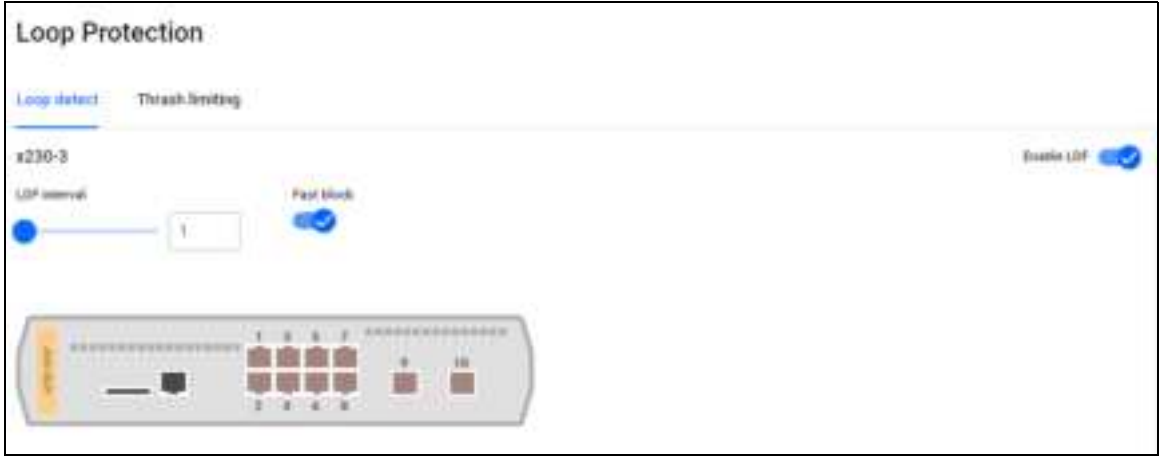 Loop Protection
Loop detect Thrash limiting
x230-3 Enable LDF
LDF interval Fast block
1
1 3 5 7
9 10
2 4 6 8